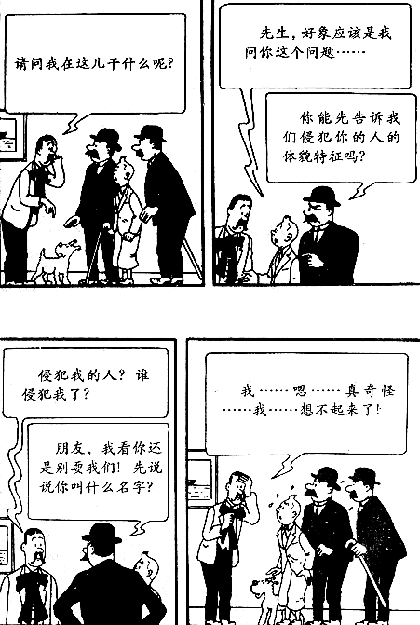 请问我在这儿干什么呢?
先生,好象应该是我
问你这个问题……
你能先告诉我
们侵犯你的人的
体貌特征吗?
侵犯我的人?谁
侵犯我了?
朋友,我看你还
是别耍我们!先说
说你叫什么名字?
我……嗯……真奇怪
……我……想不起来了!